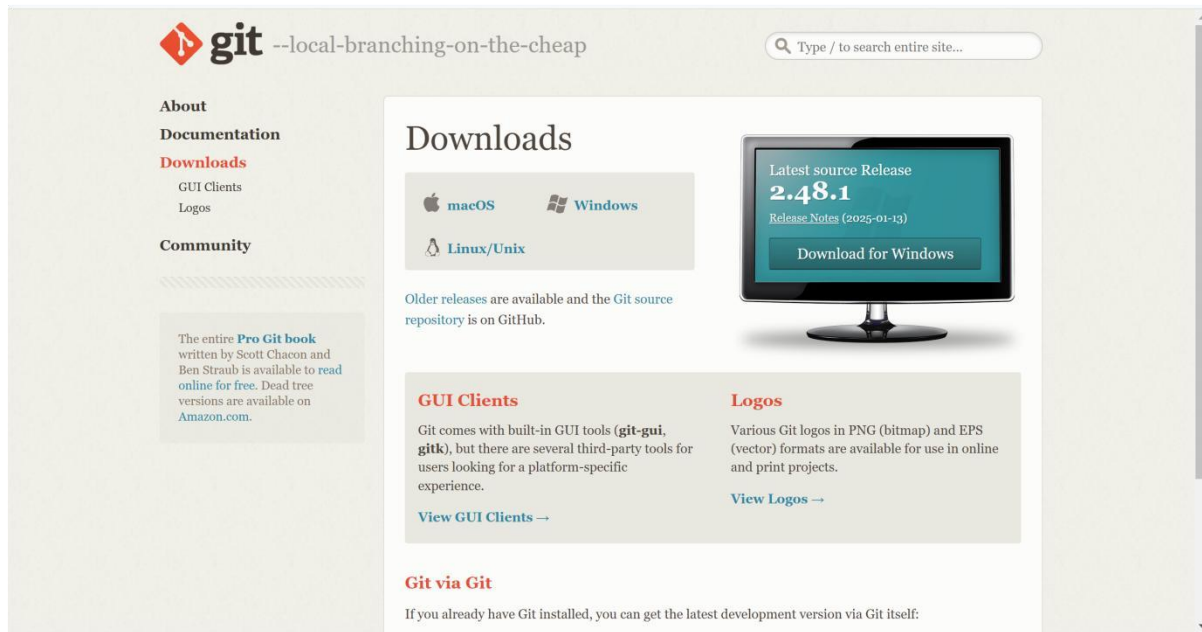 git --local-branching-on-the-cheap
Type / to search entire site...
About
Documentation
Downloads
GUI Clients
Logos
Community
The entire Pro Git book
written by Scott Chacon and
Ben Straub is available to read
online for free. Dead tree
versions are available on
Amazon.com.
Downloads
macOS
Windows
Linux/Unix
Older releases are available and the Git source
repository is on GitHub.
Latest source Release
2.48.1
Release Notes (2025-01-13)
Download for Windows
GUI Clients
Git comes with built-in GUI tools (git-gui,
gitk), but there are several third-party tools for
users looking for a platform-specific
experience.
View GUI Clients →
Logos
Various Git logos in PNG (bitmap) and EPS
(vector) formats are available for use in online
and print projects.
View Logos →
Git via Git
If you already have Git installed, you can get the latest development version via Git itself: